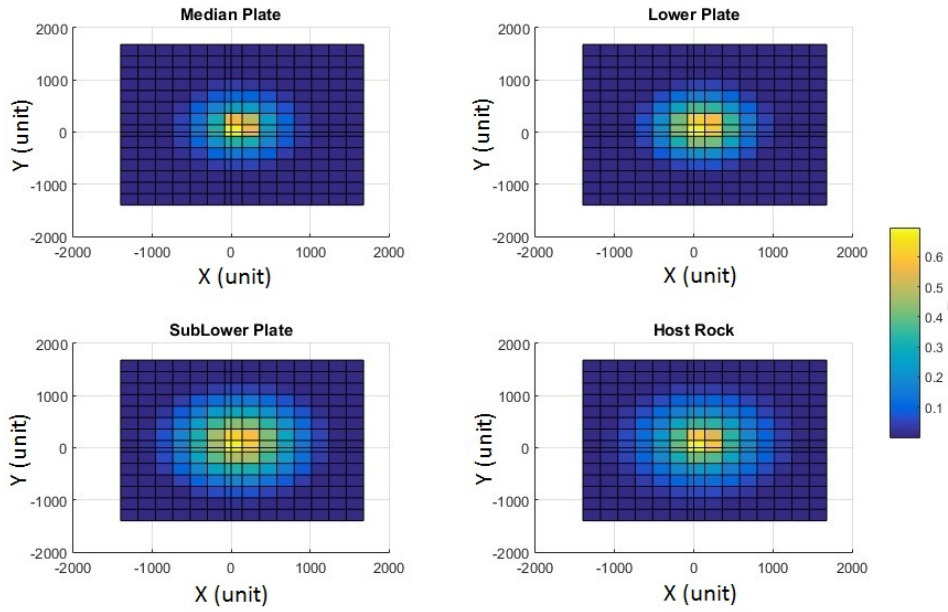 Median Plate
2000
1000
0
-1000
-2000
Y (unit)
-2000 -1000 0 1000 2000
X (unit)
Lower Plate
2000
1000
0
-1000
-2000
Y (unit)
-2000 -1000 0 1000 2000
X (unit)
SubLower Plate
2000
1000
0
-1000
-2000
Y (unit)
-2000 -1000 0 1000 2000
X (unit)
Host Rock
2000
1000
0
-1000
-2000
Y (unit)
-2000 -1000 0 1000 2000
X (unit)
0.6
0.5
0.4
0.3
0.2
0.1